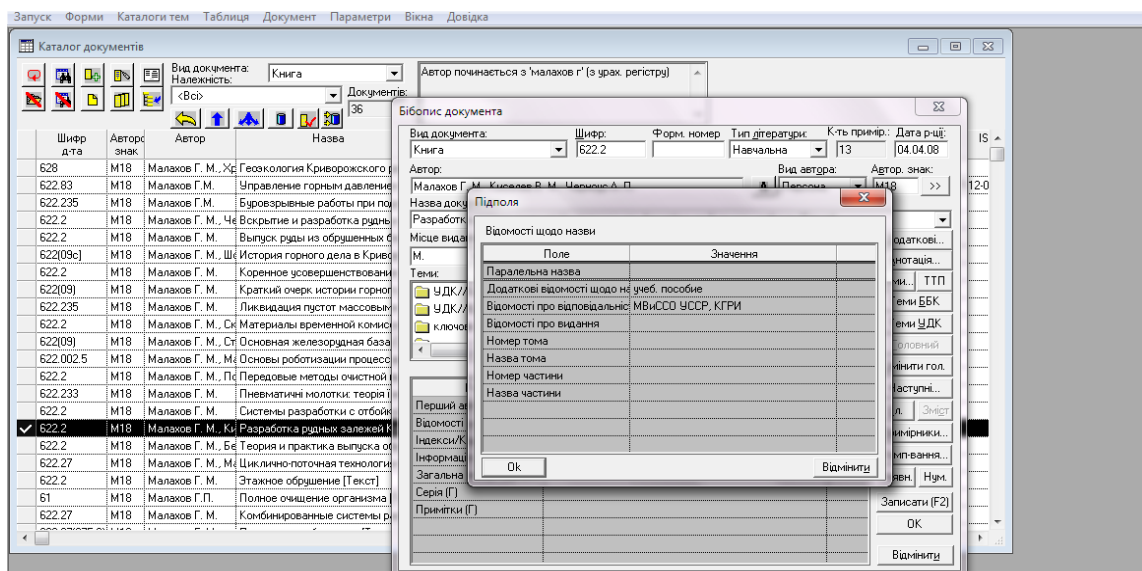 Запуск Форми Каталоги тем Таблиця Документ Параметри Вікна Довідка
Каталог документів
Вид документа: Книга
Належність: <Всі>
Документів: 36
Автор починається з 'малахов г' (з урах. регістру)
Шифр д-та Авторс знак Автор Назва IS
628 М18 Малахов Г. М., Хр Геоэкология Криворожского р
622.83 М18 Малахов Г.М. Управление горным давление 12-0
622.235 М18 Малахов Г.М. Буровзрывные работы при по
622.2 М18 Малахов Г. М., Че Вскрытие и разработка рудны
622.2 М18 Малахов Г. М. Выпуск руды из обрушенных б
622(09с) М18 Малахов Г. М., Ше История горного дела в Криво
622.2 М18 Малахов Г. М. Коренное усовершенствовани
622(09) М18 Малахов Г. М. Краткий очерк истории горног
622.235 М18 Малахов Г. М. Ликвидация пустот массовым
622.2 М18 Малахов Г. М., Ск Материалы временной комис
622(09) М18 Малахов Г. М., Ст Основная железорудная база
622.002.5 М18 Малахов Г. М., Ма Основы роботизации процесс
622.2 М18 Малахов Г. М., По Передовые методы очистной
622.233 М18 Малахов Г. М. Пневматичні молотки: теорія
622.2 М18 Малахов Г. М. Системы разработки с отбойк
622.2 М18 Малахов Г. М., Ки Разработка рудных залежей К
622.2 М18 Малахов Г. М., Бе Теория и практика выпуска о
622.27 М18 Малахов Г. М., Ма Циклично-поточная технологи
622.2 М18 Малахов Г. М. Этажное обрушение [Текст]
61 М18 Малахов Г.П. Полное очищение организма
622.27 М18 Малахов Г. М. Комбинированные системы р
Бібопис документа
Вид документа: Шифр: Форм. номер Тип літератури: К-ть примір.: Дата р-ції:
Книга 622.2 Навчальна 13 04.04.08
Автор: Вид автора: Автор. знак:
Малахов Г. М., Киселев В. М., Черноус А. П. А Персона М18 >>
Назва доку
Разработк
Місце вида
М.
Теми:
УДК//
УДК//
ключов
Перший а
Відомості
Індекси/К
Інформац
Загальна
Серія (Г)
Примітки (Г)
одаткові...
нотація...
ми... ТТП
еми ББК
еми УДК
оловний
мінити гол.
Наступні...
л. Зміст
римірники...
мп-вання...
явн. Нум.
Записати (F2)
OK
Відмінити
Підполя
Відомості щодо назви
Поле Значення
Паралельна назва
Додаткові відомості щодо на учеб. пособие
Відомості про відповідальніс МВиССО УССР, КГРИ
Відомості про видання
Номер тома
Назва тома
Номер частини
Назва частини
Ok Відмінити